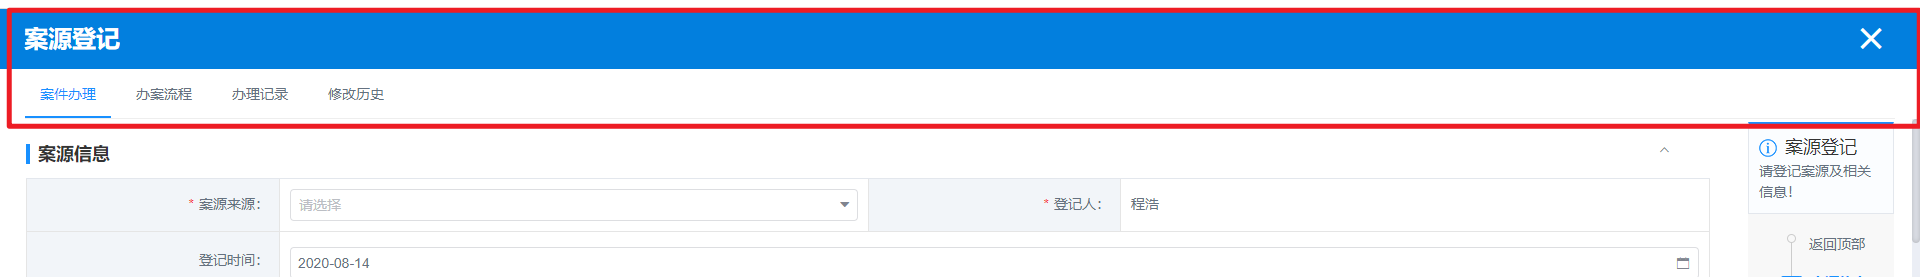 案源登记
案件办理 办案流程 办理记录 修改历史
案源信息
* 案源来源： 请选择 * 登记人： 程浩
登记时间： 2020-08-14
案源登记
请登记案源及相关
信息！
返回顶部